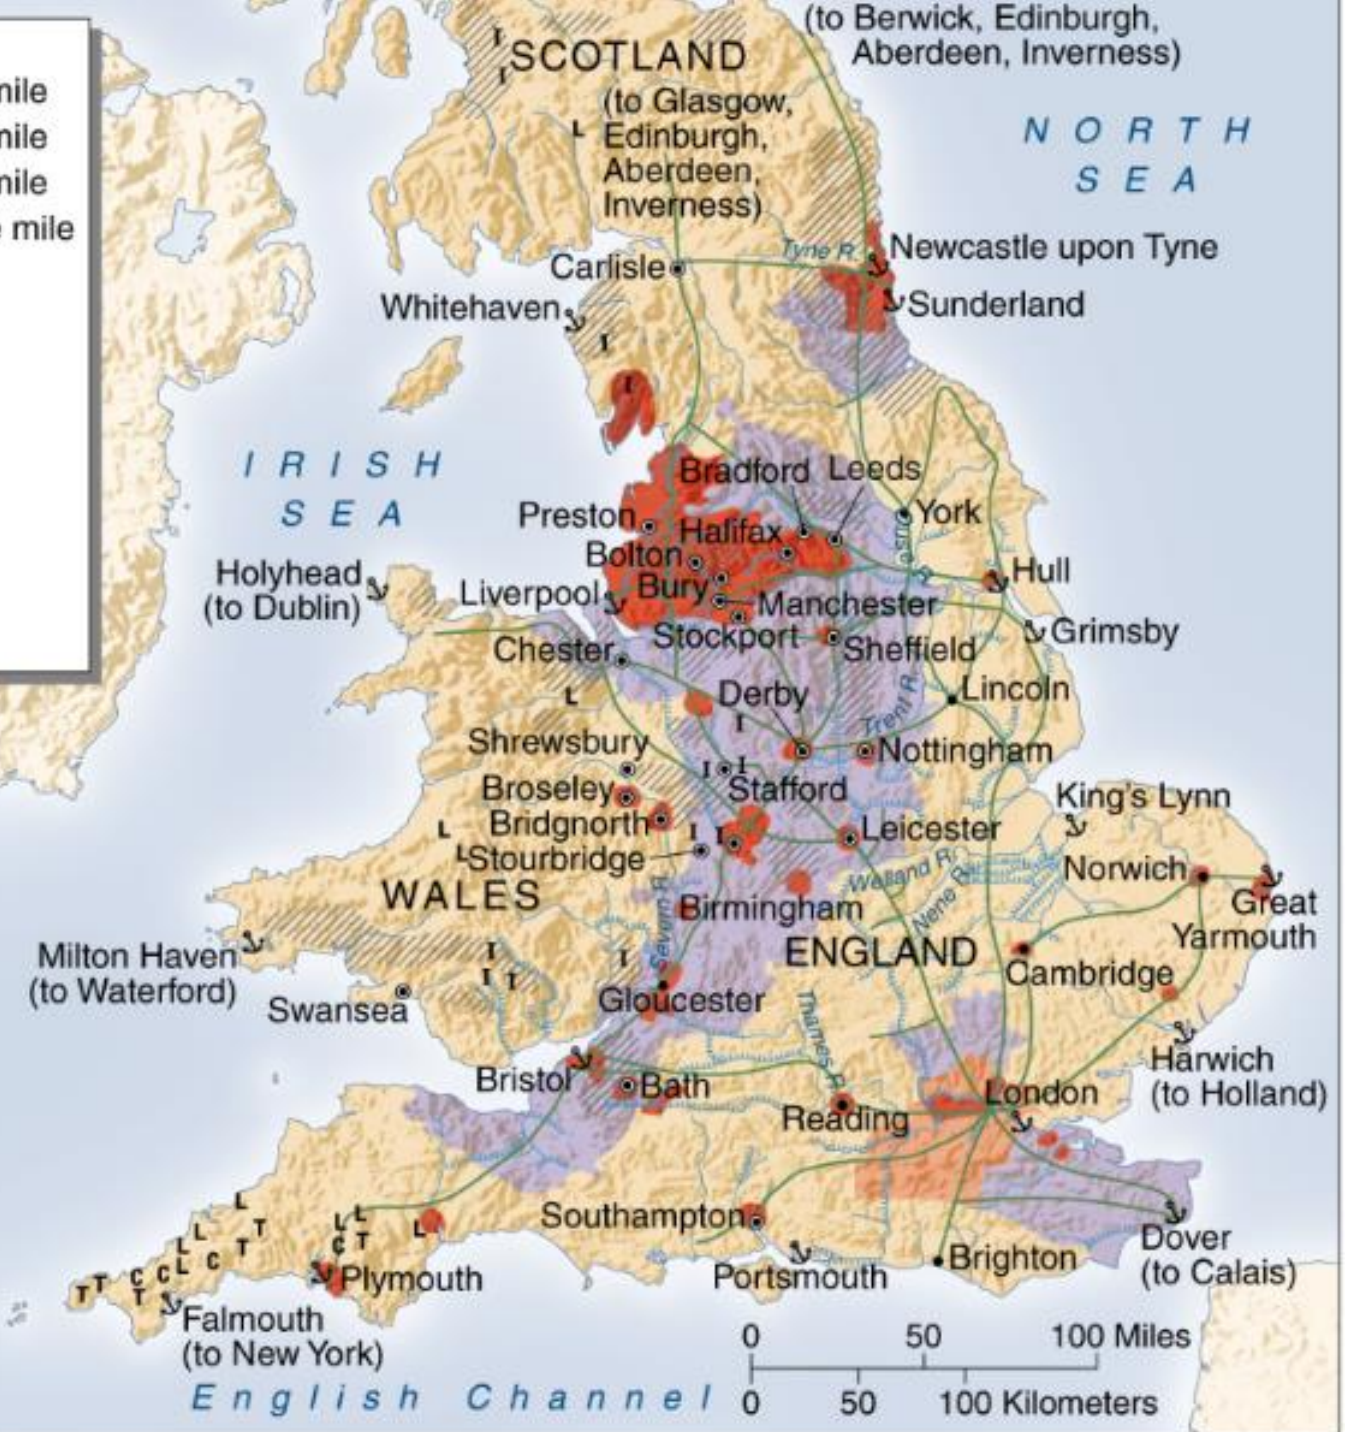 mile
mile
mile
mile
(to Berwick, Edinburgh,
Aberdeen, Inverness)
SCOTLAND
(to Glasgow,
Edinburgh,
Aberdeen,
Inverness)
I
I
L
NORTH
SEA
Tyne R.
Newcastle upon Tyne
Carlisle
Whitehaven
Sunderland
I
I
IRISH
SEA
Bradford
Leeds
Preston
Halifax
York
Ouse R.
Bolton
Hull
Holyhead
(to Dublin)
Liverpool
Bury
Manchester
Stockport
Sheffield
Grimsby
Chester
Lincoln
L
Derby
I
Trent R.
Shrewsbury
Nottingham
I
I
Stafford
Broseley
King's Lynn
Bridgnorth
L
I
I
Leicester
L
Stourbridge
Welland R.
Norwich
WALES
Severn R.
Birmingham
Nene R.
Great
Yarmouth
Milton Haven
(to Waterford)
I
I
T
I
ENGLAND
Cambridge
Swansea
Gloucester
Thames R.
Harwich
(to Holland)
Bristol
Bath
London
Reading
L
L
T
L
T
L
C
L
L
C
T
L
C
C
T
T
T
Southampton
Dover
(to Calais)
Plymouth
Portsmouth
Brighton
Falmouth
(to New York)
English Channel
0 50 100 Miles
0 50 100 Kilometers